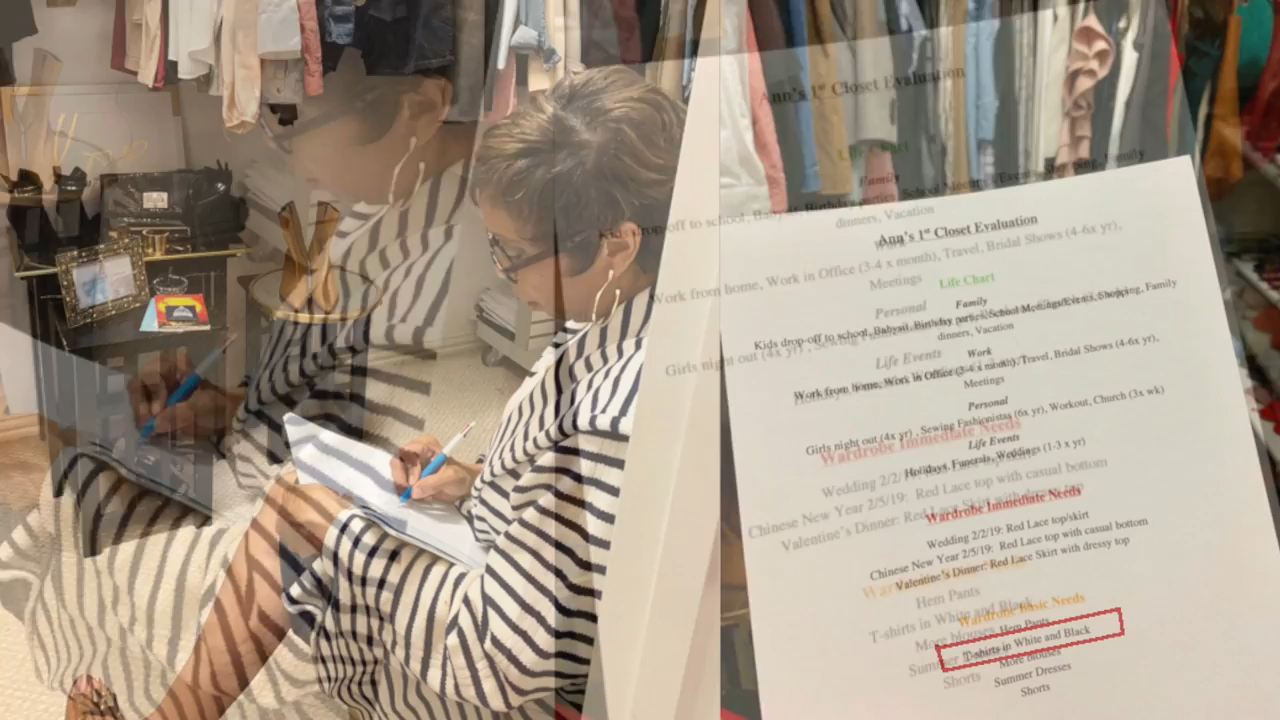 Ann's 1st Closet Evaluation
Life Chart
Family
Kids drop-off to school, Babysit, Birthday parties, School Meetings/Events, Shopping, Family
dinners, Vacation
Work
Work from home, Work in Office (3-4 x month), Travel, Bridal Shows (4-6x yr),
Meetings
Personal
Girls night out (4x yr) , Sewing Fashionistas (6x yr), Workout, Church (3x wk)
Life Events
Holidays, Funerals, Weddings (1-3 x yr)
Wardrobe Immediate Needs
Wedding 2/2/19: Red Lace top/skirt
Chinese New Year 2/5/19: Red Lace top with casual bottom
Valentine's Dinner: Red Lace Skirt with dressy top
Wardrobe Basic Needs
Hem Pants
T-shirts in White and Black
More blouses
Summer Dresses
Shorts